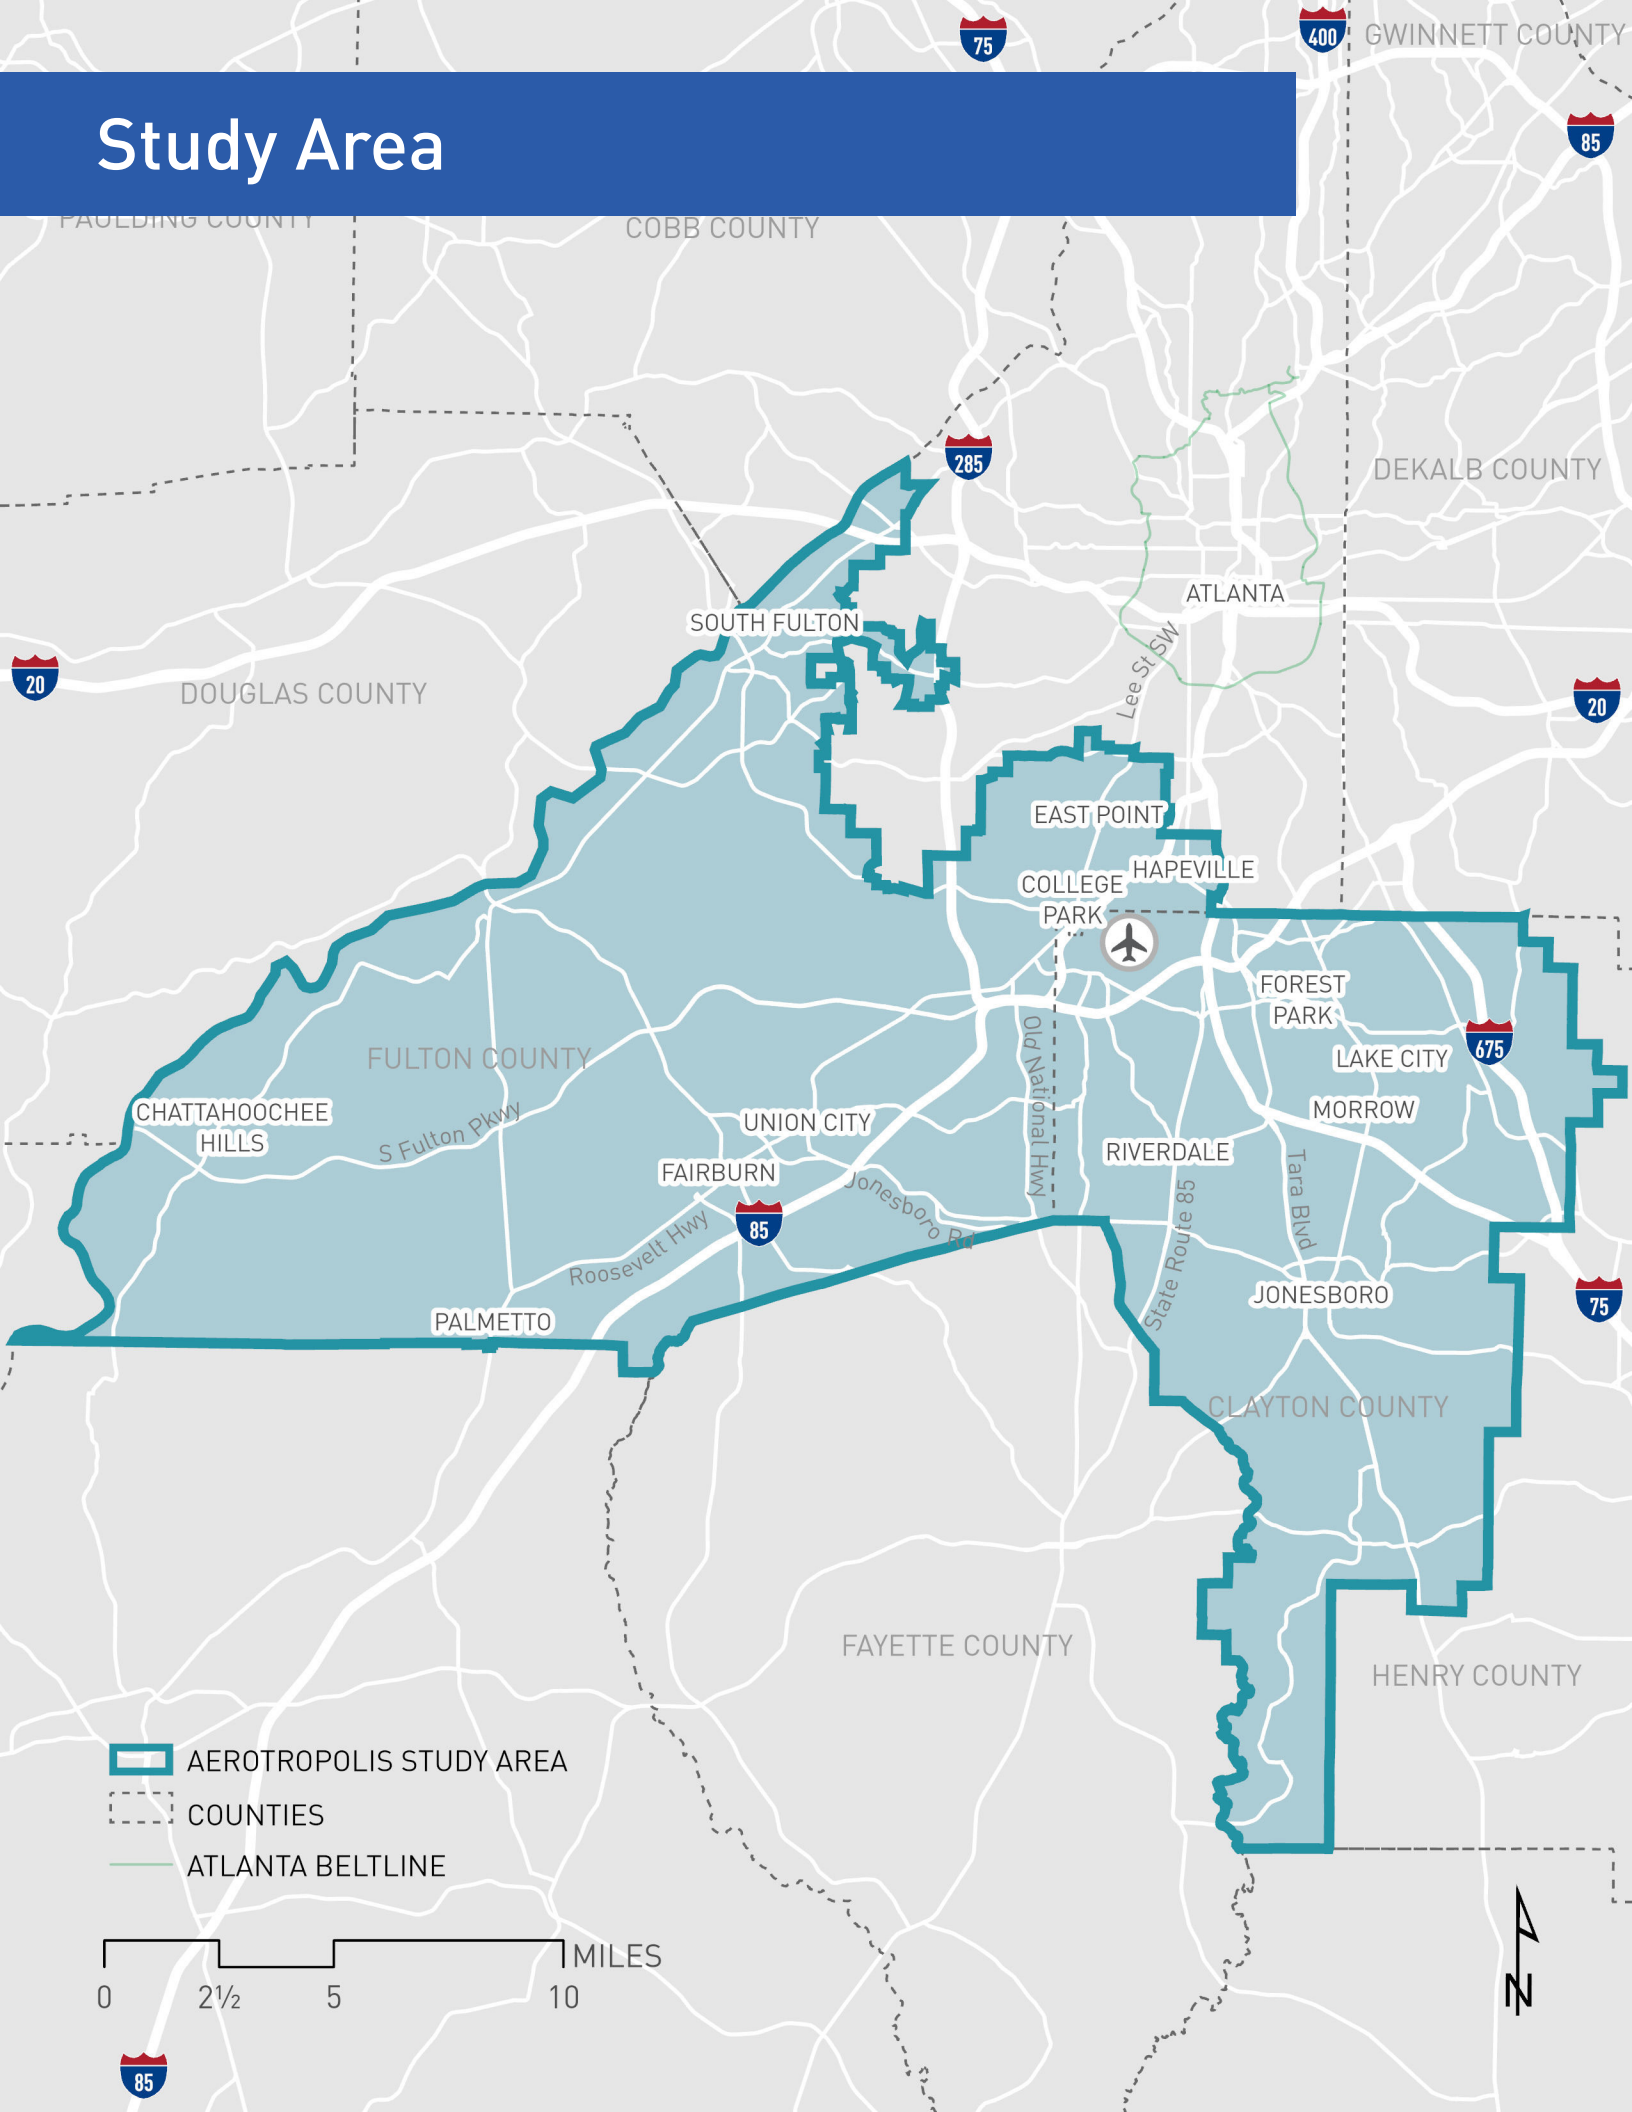 75
400
GWINNETT COUNTY
85
Study Area
PAULDING COUNTY
COBB COUNTY
285
DEKALB COUNTY
ATLANTA
SOUTH FULTON
Lee St SW
20
DOUGLAS COUNTY
20
EAST POINT
HAPEVILLE
COLLEGE
PARK
FOREST
PARK
675
LAKE CITY
FULTON COUNTY
Old National Hwy
CHATTAHOOCHEE
HILLS
S Fulton Pkwy
UNION CITY
MORROW
RIVERDALE
FAIRBURN
Tara Blvd
Jonesboro Rd
State Route 85
85
Roosevelt Hwy
JONESBORO
75
PALMETTO
CLAYTON COUNTY
FAYETTE COUNTY
HENRY COUNTY
AEROTROPOLIS STUDY AREA
COUNTIES
ATLANTA BELTLINE
MILES
0 2½ 5 10
N
85